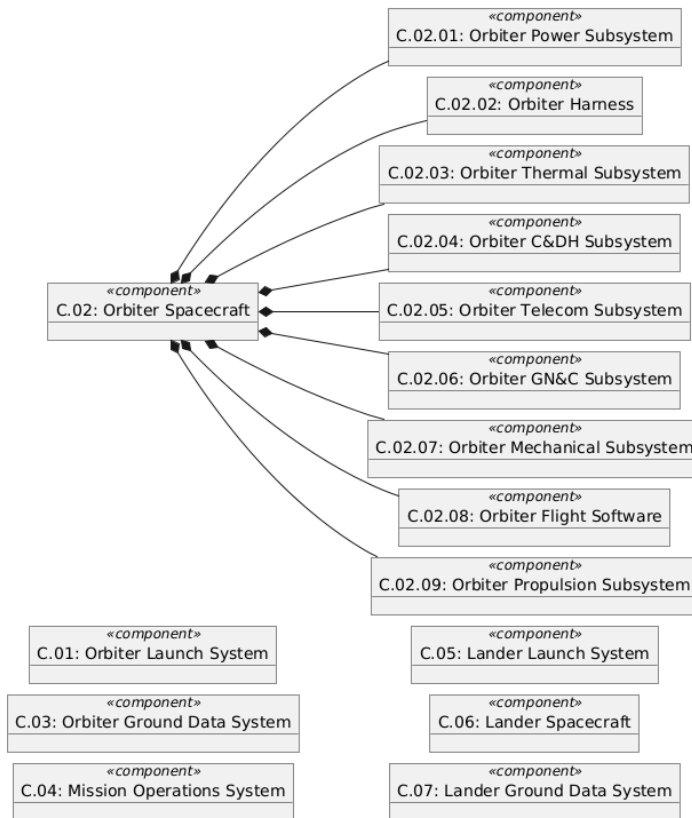 «component»
C.02.01: Orbiter Power Subsystem
«component»
C.02.02: Orbiter Harness
«component»
C.02.03: Orbiter Thermal Subsystem
«component»
C.02.04: Orbiter C&DH Subsystem
«component»
C.02: Orbiter Spacecraft
«component»
C.02.05: Orbiter Telecom Subsystem
«component»
C.02.06: Orbiter GN&C Subsystem
«component»
C.02.07: Orbiter Mechanical Subsystem
«component»
C.02.08: Orbiter Flight Software
«component»
C.02.09: Orbiter Propulsion Subsystem
«component»
C.01: Orbiter Launch System
«component»
C.05: Lander Launch System
«component»
C.03: Orbiter Ground Data System
«component»
C.06: Lander Spacecraft
«component»
C.04: Mission Operations System
«component»
C.07: Lander Ground Data System